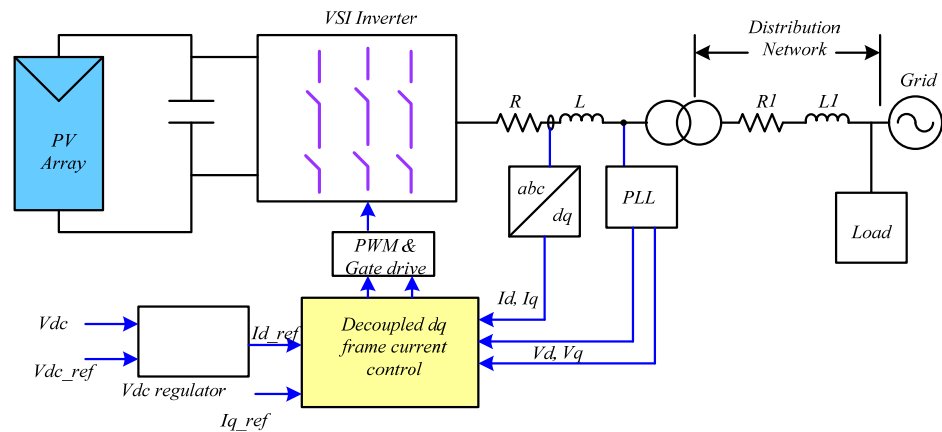 VSI Inverter
Distribution
Network
Grid
PV
Array
R
L
R1
L1
abc
dq
PLL
Load
PWM &
Gate drive
Id, Iq
Vdc
Id_ref
Decoupled dq
frame current
control
Vd, Vq
Vdc_ref
Vdc regulator
Iq_ref